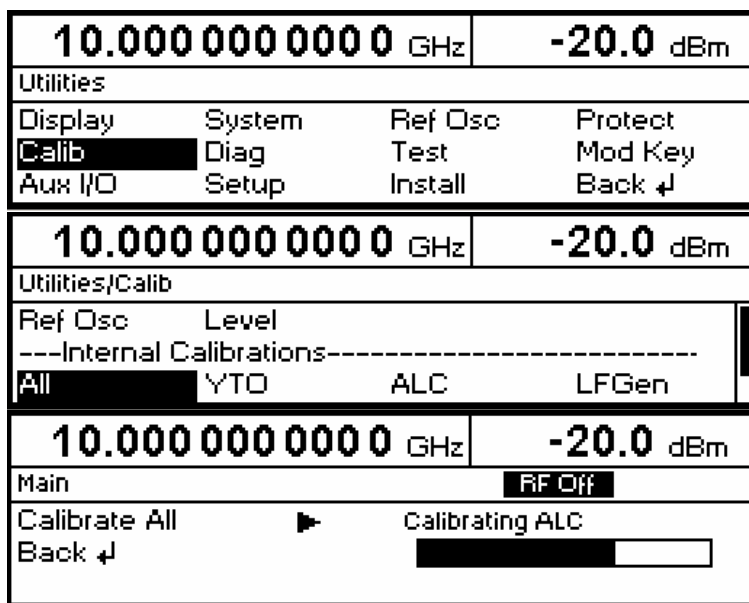 10.000 000 000 0 GHz -20.0 dBm
Utilities
Display System Ref Osc Protect
Calib Diag Test Mod Key
Aux I/O Setup Install Back ↲
10.000 000 000 0 GHz -20.0 dBm
Utilities/Calib
Ref Osc Level
---Internal Calibrations--------------------------
All YTO ALC LFGen
10.000 000 000 0 GHz -20.0 dBm
Main RF Off
Calibrate All Calibrating ALC
Back ↲